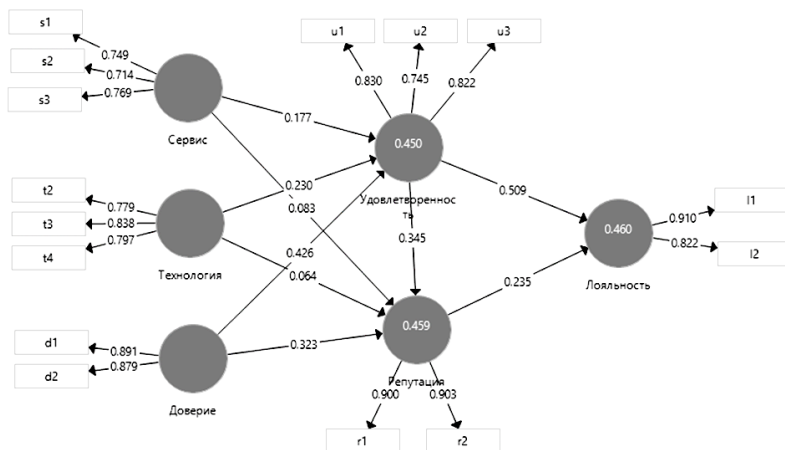 s1
s2
s3
0.749
0.714
0.769
Сервис
u1
u2
u3
0.830
0.745
0.822
0.177
0.450
0.230
0.083
Удовлетвореннос
ть
0.509
t2
t3
t4
0.779
0.838
0.797
Технология
0.426
0.064
0.345
0.460
Лояльность
0.910
0.822
l1
l2
0.235
d1
d2
0.891
0.879
Доверие
0.323
0.459
Репутация
0.900
0.903
r1
r2